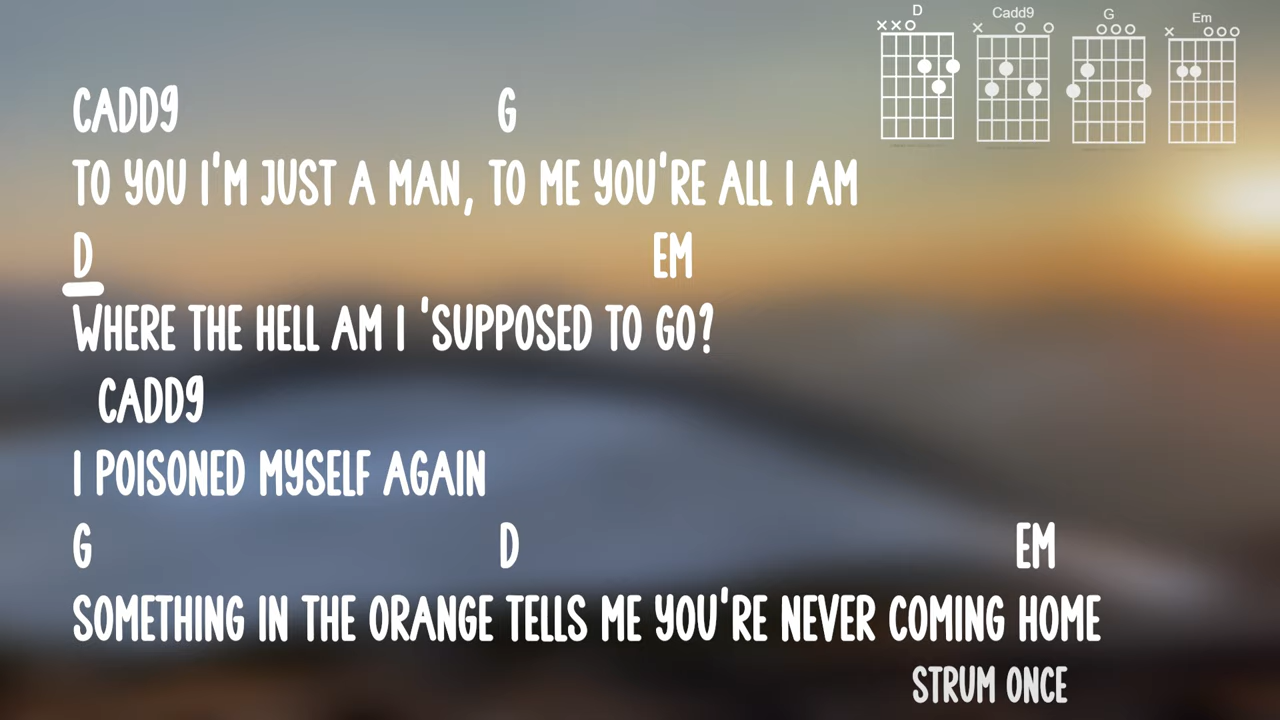 D Cadd9 G Em
CADD9 G
TO YOU I'M JUST A MAN, TO ME YOU'RE ALL I AM
D EM
WHERE THE HELL AM I 'SUPPOSED TO GO?
CADD9
I POISONED MYSELF AGAIN
G D EM
SOMETHING IN THE ORANGE TELLS ME YOU'RE NEVER COMING HOME
STRUM ONCE